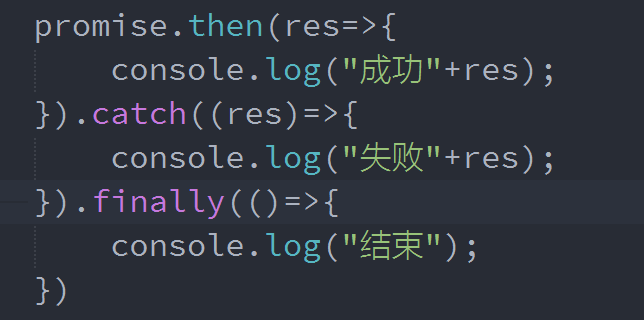 promise.then(res=>{
    console.log("成功"+res);
}).catch((res)=>{
    console.log("失败"+res);
}).finally(()=>{
    console.log("结束");
})